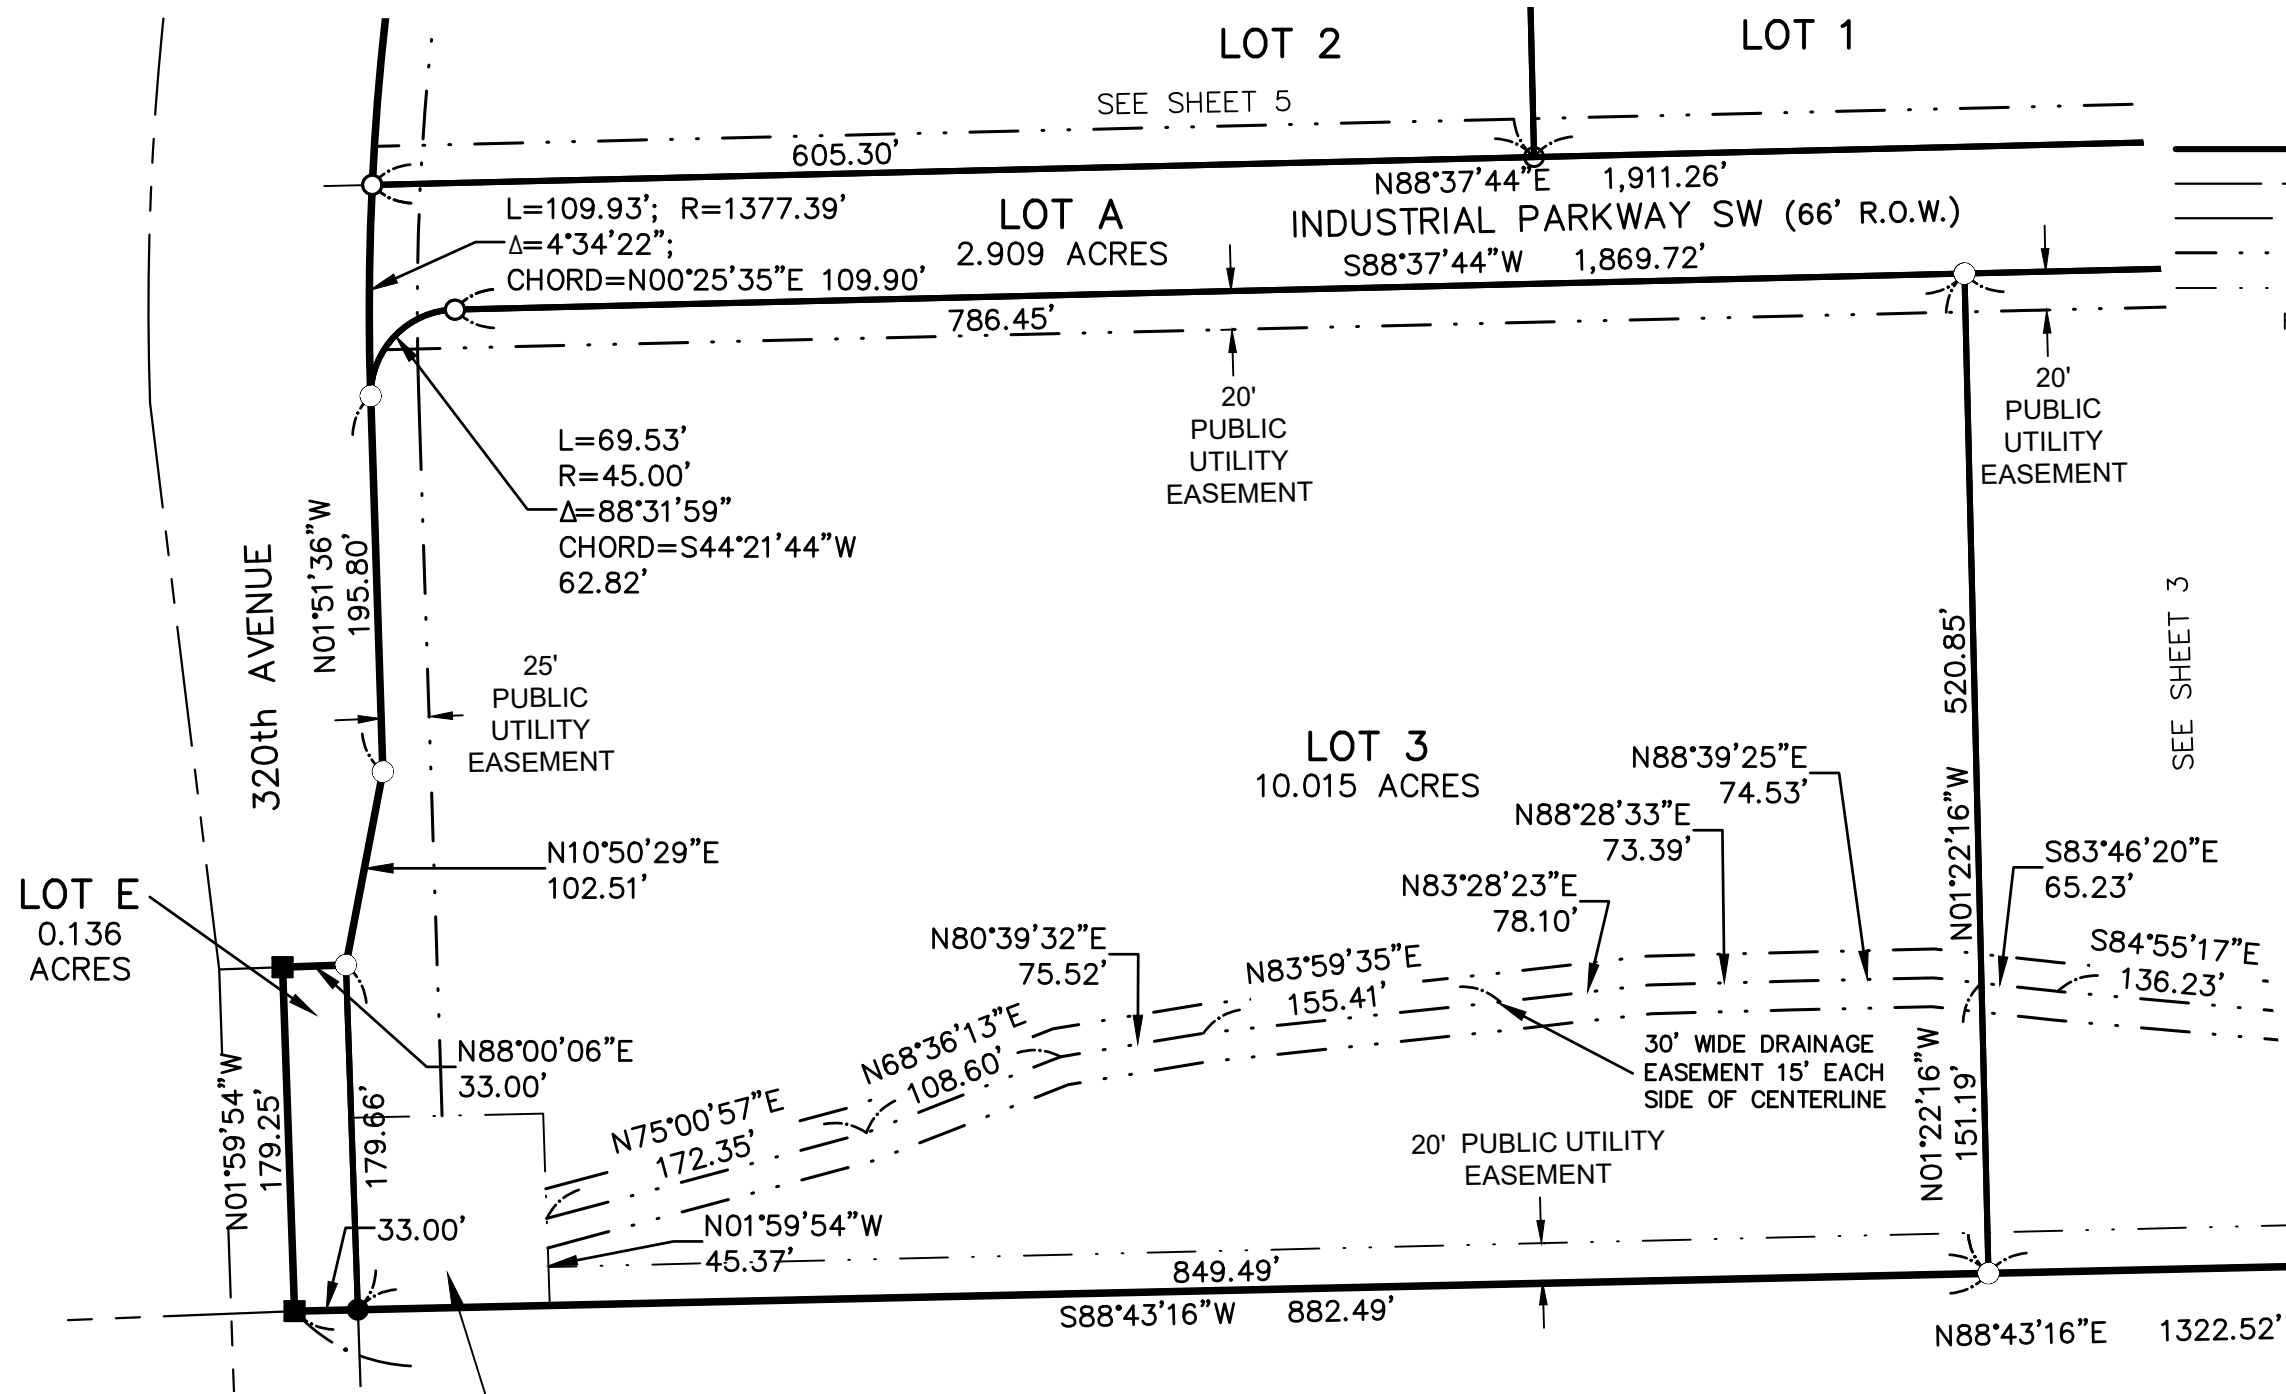 LOT 2
LOT 1
SEE SHEET 5
605.30'
N88°37'44"E 1,911.26'
L=109.93'; R=1377.39'
Δ=4°34'22";
CHORD=N00°25'35"E 109.90'
LOT A
2.909 ACRES
INDUSTRIAL PARKWAY SW (66' R.O.W.)
S88°37'44"W 1,869.72'
786.45'
20'
PUBLIC
UTILITY
EASEMENT
20'
PUBLIC
UTILITY
EASEMENT
L=69.53'
R=45.00'
Δ=88°31'59"
CHORD=S44°21'44"W
62.82'
N01°51'36"W
195.80'
320th AVENUE
25'
PUBLIC
UTILITY
EASEMENT
520.85'
N01°22'16"W
SEE SHEET 3
LOT 3
10.015 ACRES
N88°39'25"E
74.53'
N88°28'33"E
73.39'
N83°28'23"E
78.10'
S83°46'20"E
65.23'
S84°55'17"E
136.23'
N10°50'29"E
102.51'
LOT E
0.136
ACRES
N80°39'32"E
75.52'
N83°59'35"E
155.41'
N68°36'13"E
108.60'
N75°00'57"E
172.35'
N88°00'06"E
33.00'
30' WIDE DRAINAGE
EASEMENT 15' EACH
SIDE OF CENTERLINE
N01°22'16"W
151.19'
N01°59'54"W
179.25'
179.66'
20' PUBLIC UTILITY
EASEMENT
33.00'
N01°59'54"W
45.37'
849.49'
S88°43'16"W 882.49'
N88°43'16"E 1322.52'